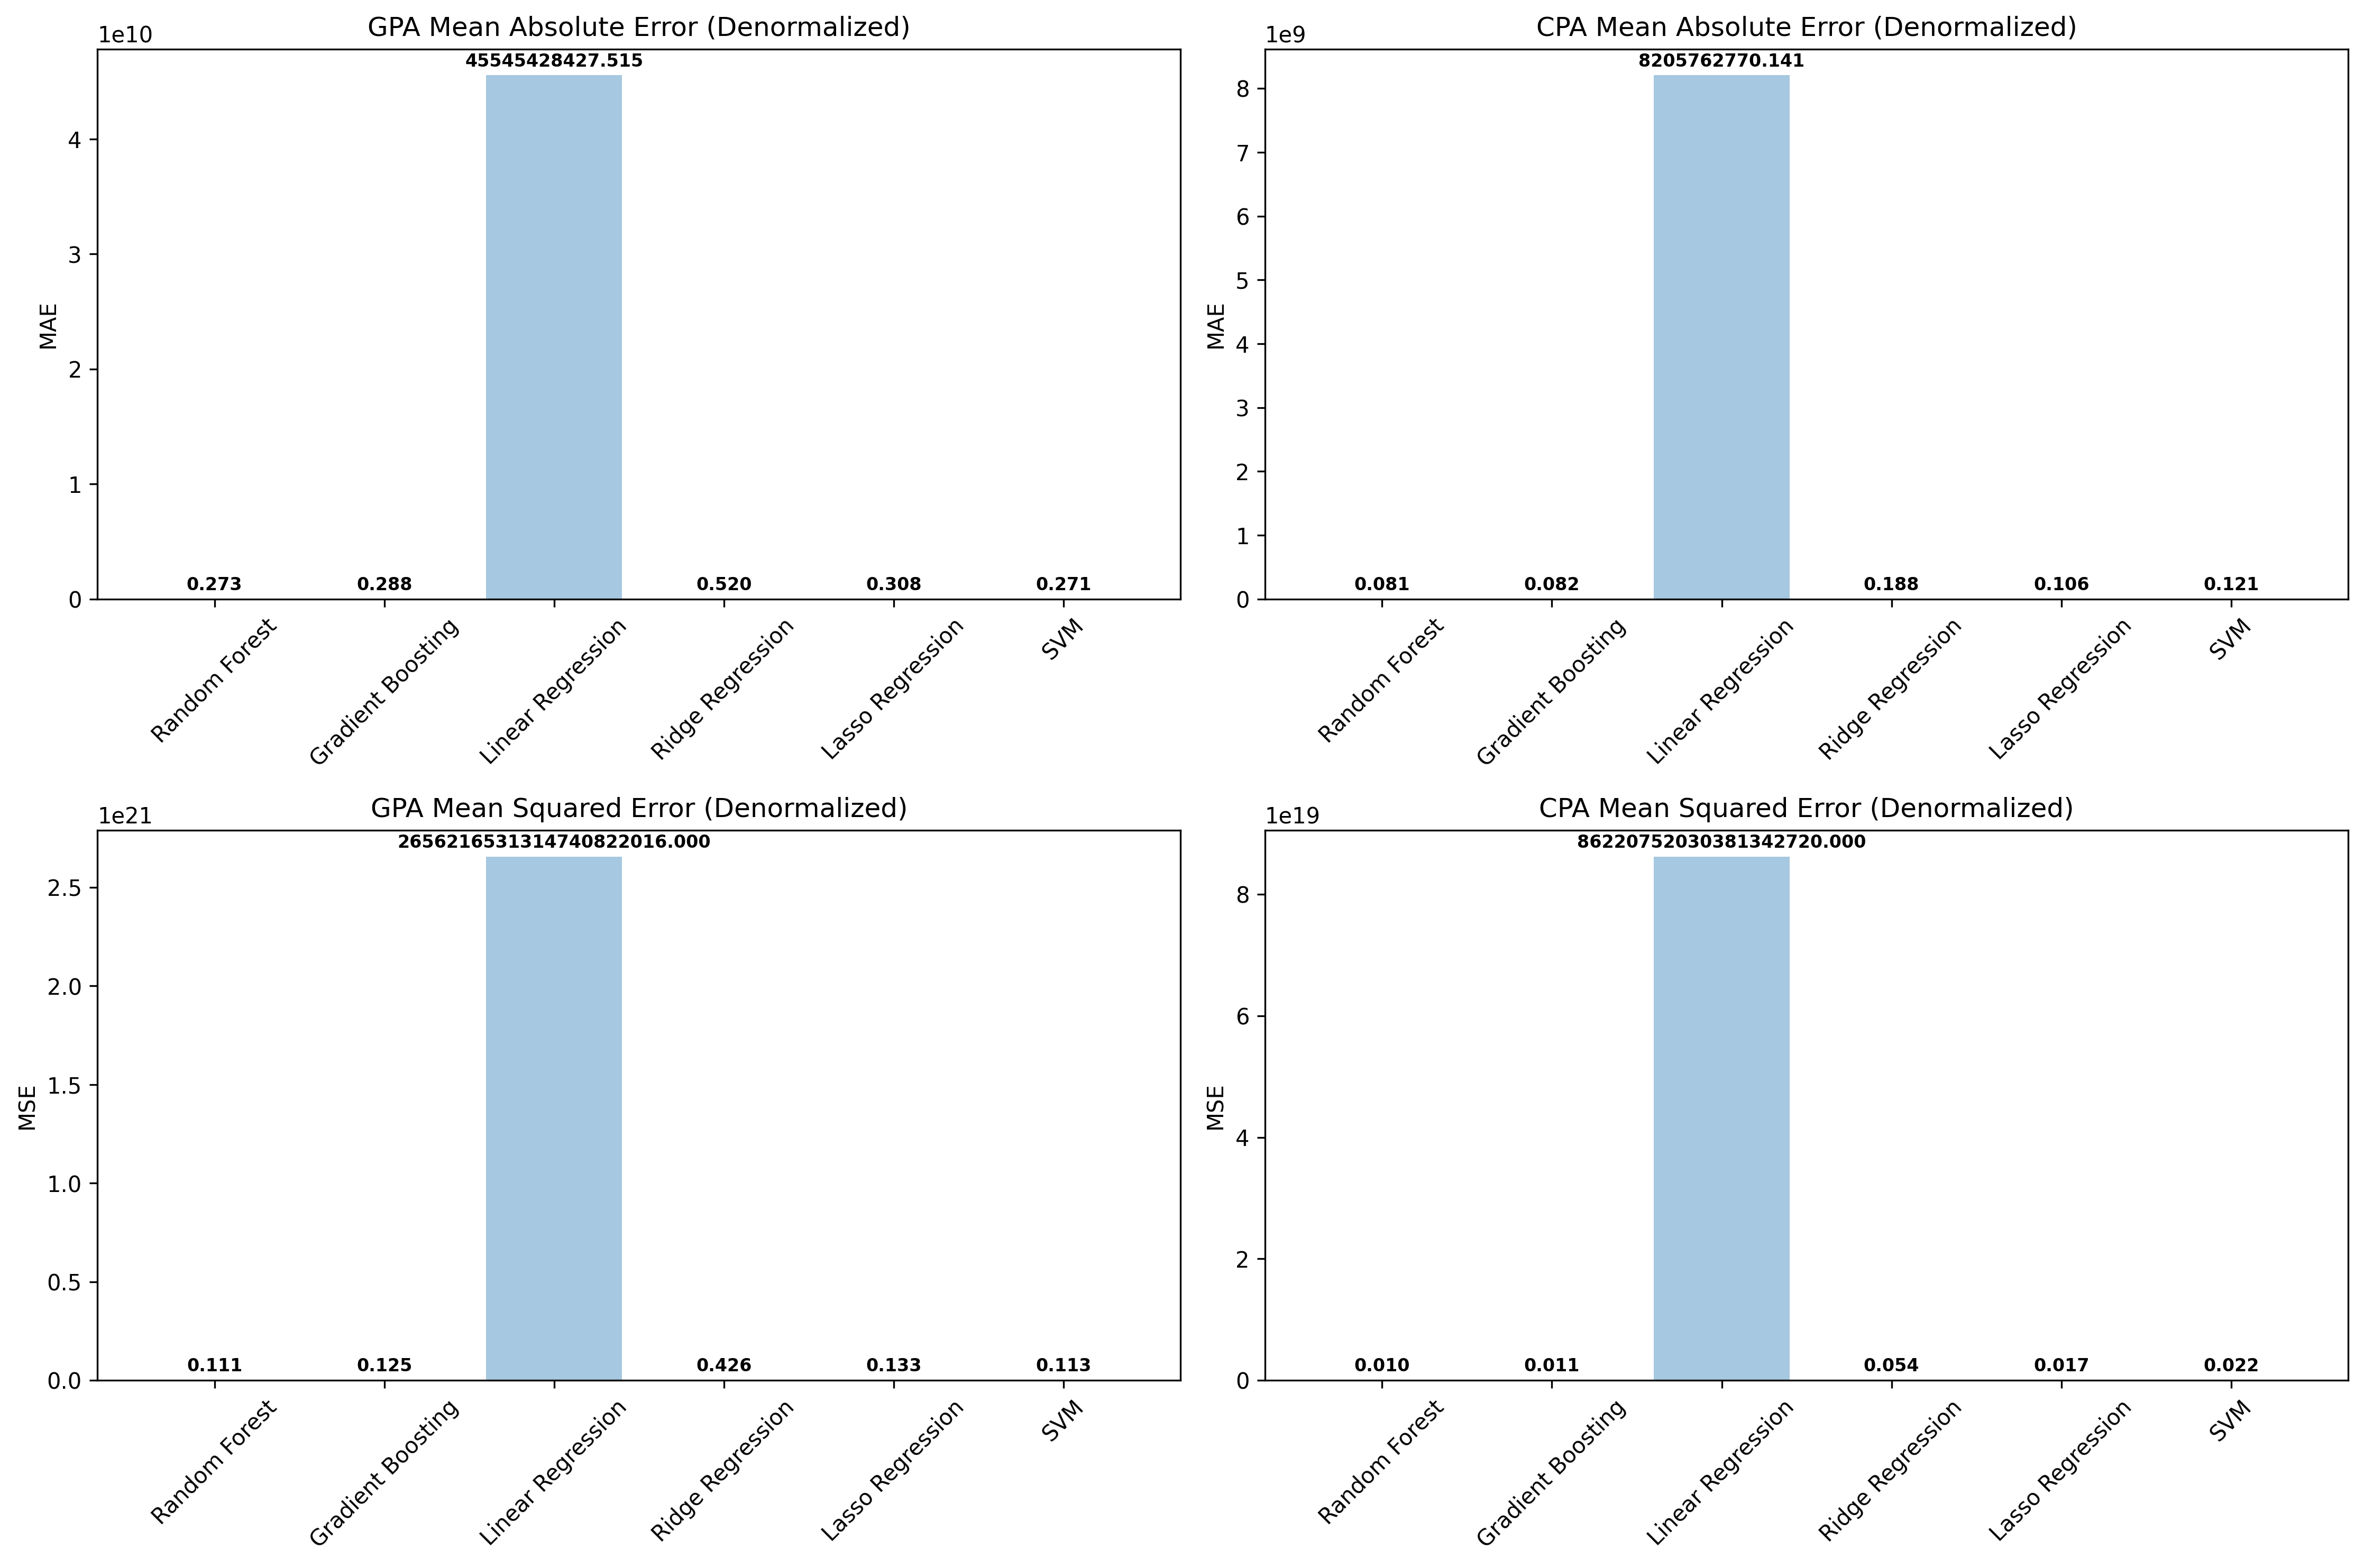 GPA Mean Absolute Error (Denormalized)
1e10
45545428427.515
4
3
2
1
0
MAE
0.273
0.288
0.520
0.308
0.271
Random Forest
Gradient Boosting
Linear Regression
Ridge Regression
Lasso Regression
SVM
CPA Mean Absolute Error (Denormalized)
1e9
8205762770.141
8
7
6
5
4
3
2
1
0
MAE
0.081
0.082
0.188
0.106
0.121
Random Forest
Gradient Boosting
Linear Regression
Ridge Regression
Lasso Regression
SVM
GPA Mean Squared Error (Denormalized)
1e21
2656216531314740822016.000
2.5
2.0
1.5
1.0
0.5
0.0
MSE
0.111
0.125
0.426
0.133
0.113
Random Forest
Gradient Boosting
Linear Regression
Ridge Regression
Lasso Regression
SVM
CPA Mean Squared Error (Denormalized)
1e19
86220752030381342720.000
8
6
4
2
0
MSE
0.010
0.011
0.054
0.017
0.022
Random Forest
Gradient Boosting
Linear Regression
Ridge Regression
Lasso Regression
SVM